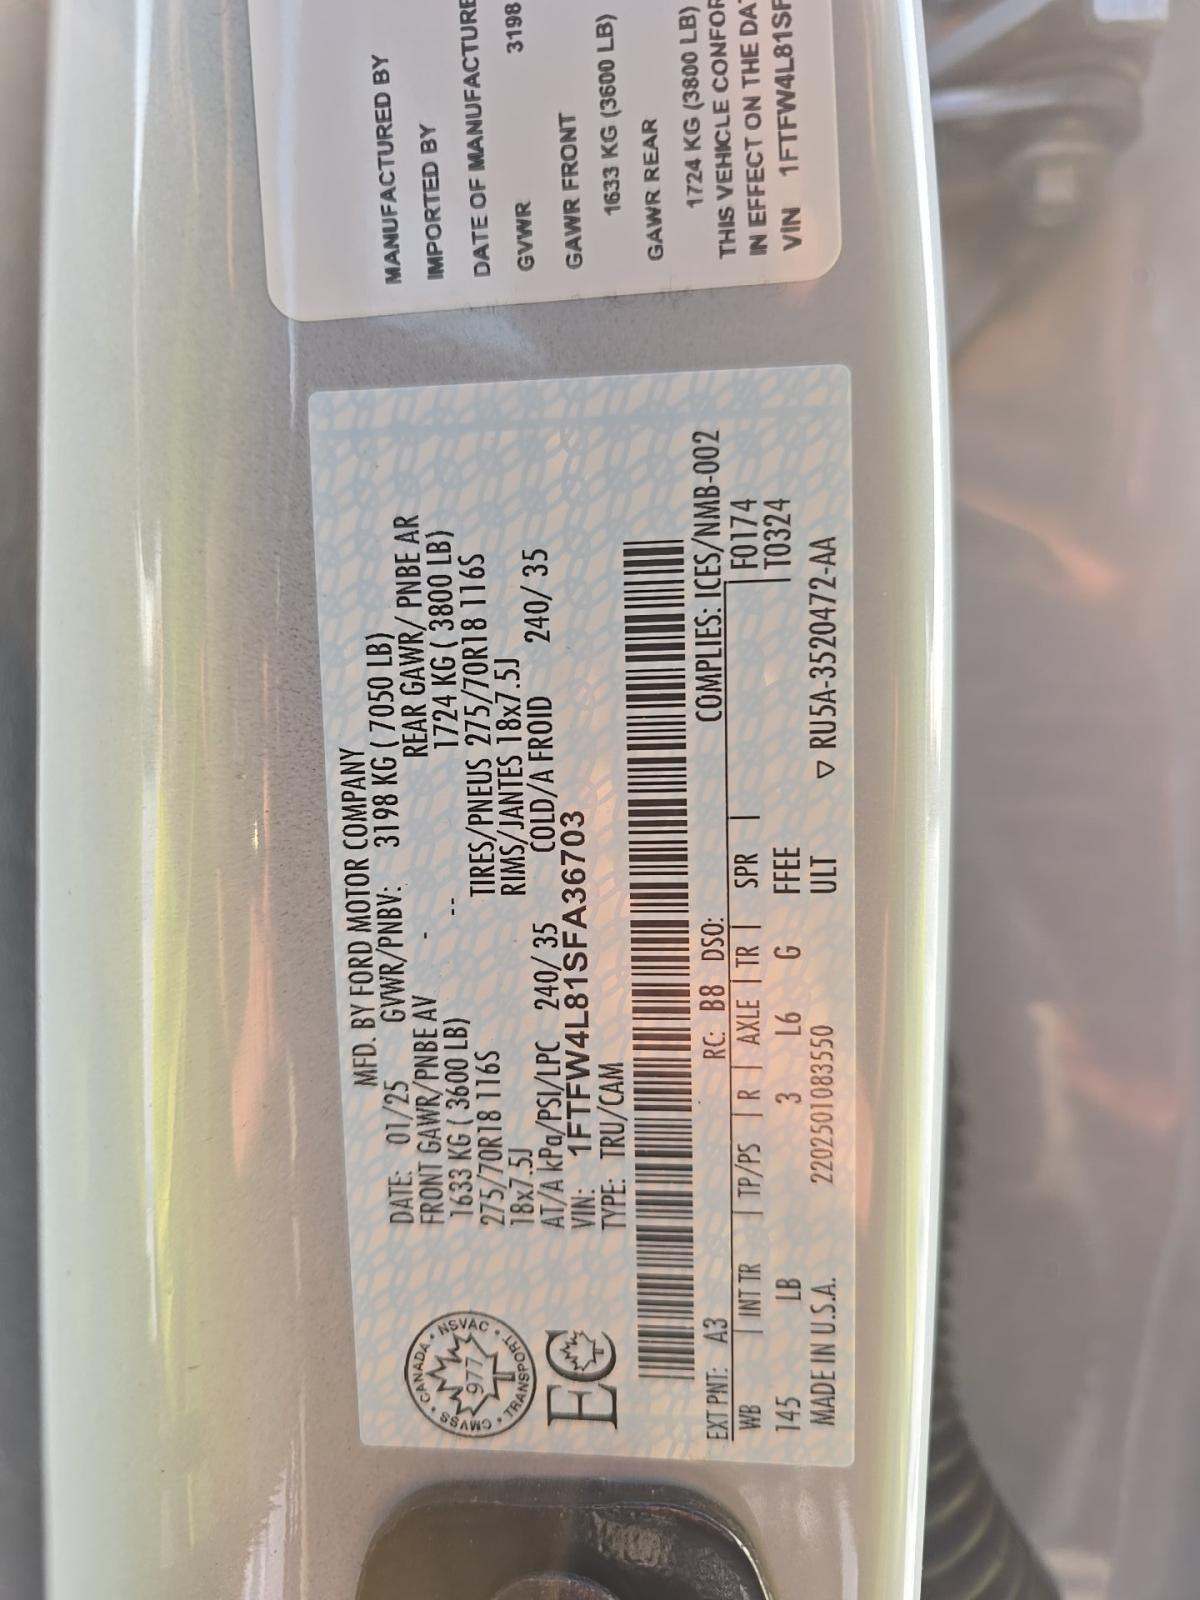 CANADA • NSVAC • TRANSPORT • CMVSS
977
EC
MFD. BY FORD MOTOR COMPANY
DATE: 01/25 GVWR/PNBV: 3198 KG ( 7050 LB)
FRONT GAWR/PNBE AV - REAR GAWR/ PNBE AR
1633 KG ( 3600 LB) -- 1724 KG ( 3800 LB)
275/70R18 116S TIRES/PNEUS 275/70R18 116S
18x7.5J RIMS/JANTES 18x7.5J
AT/A kPa/PSI/LPC 240/ 35 COLD/A FROID 240/ 35
VIN: 1FTFW4L81SFA36703
TYPE: TRU/CAM
COMPLIES: ICES/NMB-002
EXT PNT: A3 RC: B8 DSO: F0174
WB | INT TR | TP/PS | R | AXLE | TR | SPR | T0324
145 LB 3 L6 G FFEE
MADE IN U.S.A. 2202501083550 ULT ▽ RU5A-3520472-AA
MANUFACTURED BY
IMPORTED BY
DATE OF MANUFACTURE
GVWR 3198
GAWR FRONT
1633 KG (3600 LB)
GAWR REAR
1724 KG (3800 LB)
THIS VEHICLE CONFOR
IN EFFECT ON THE DA
VIN 1FTFW4L81SF